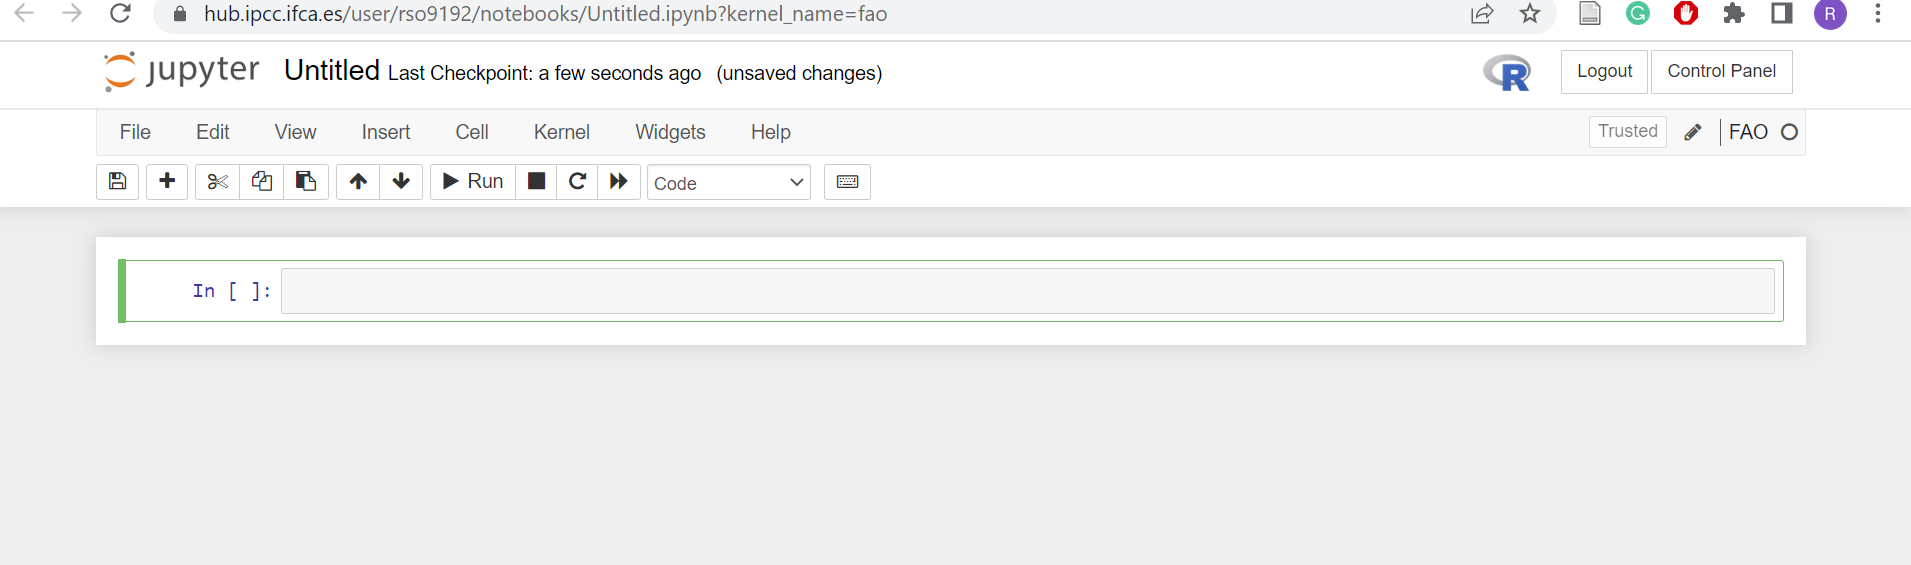 hub.ipcc.ifca.es/user/rso9192/notebooks/Untitled.ipynb?kernel_name=fao
G
R
jupyter Untitled Last Checkpoint: a few seconds ago (unsaved changes)
R
Logout
Control Panel
File Edit View Insert Cell Kernel Widgets Help
Trusted
FAO
Run
Code
In [ ]: